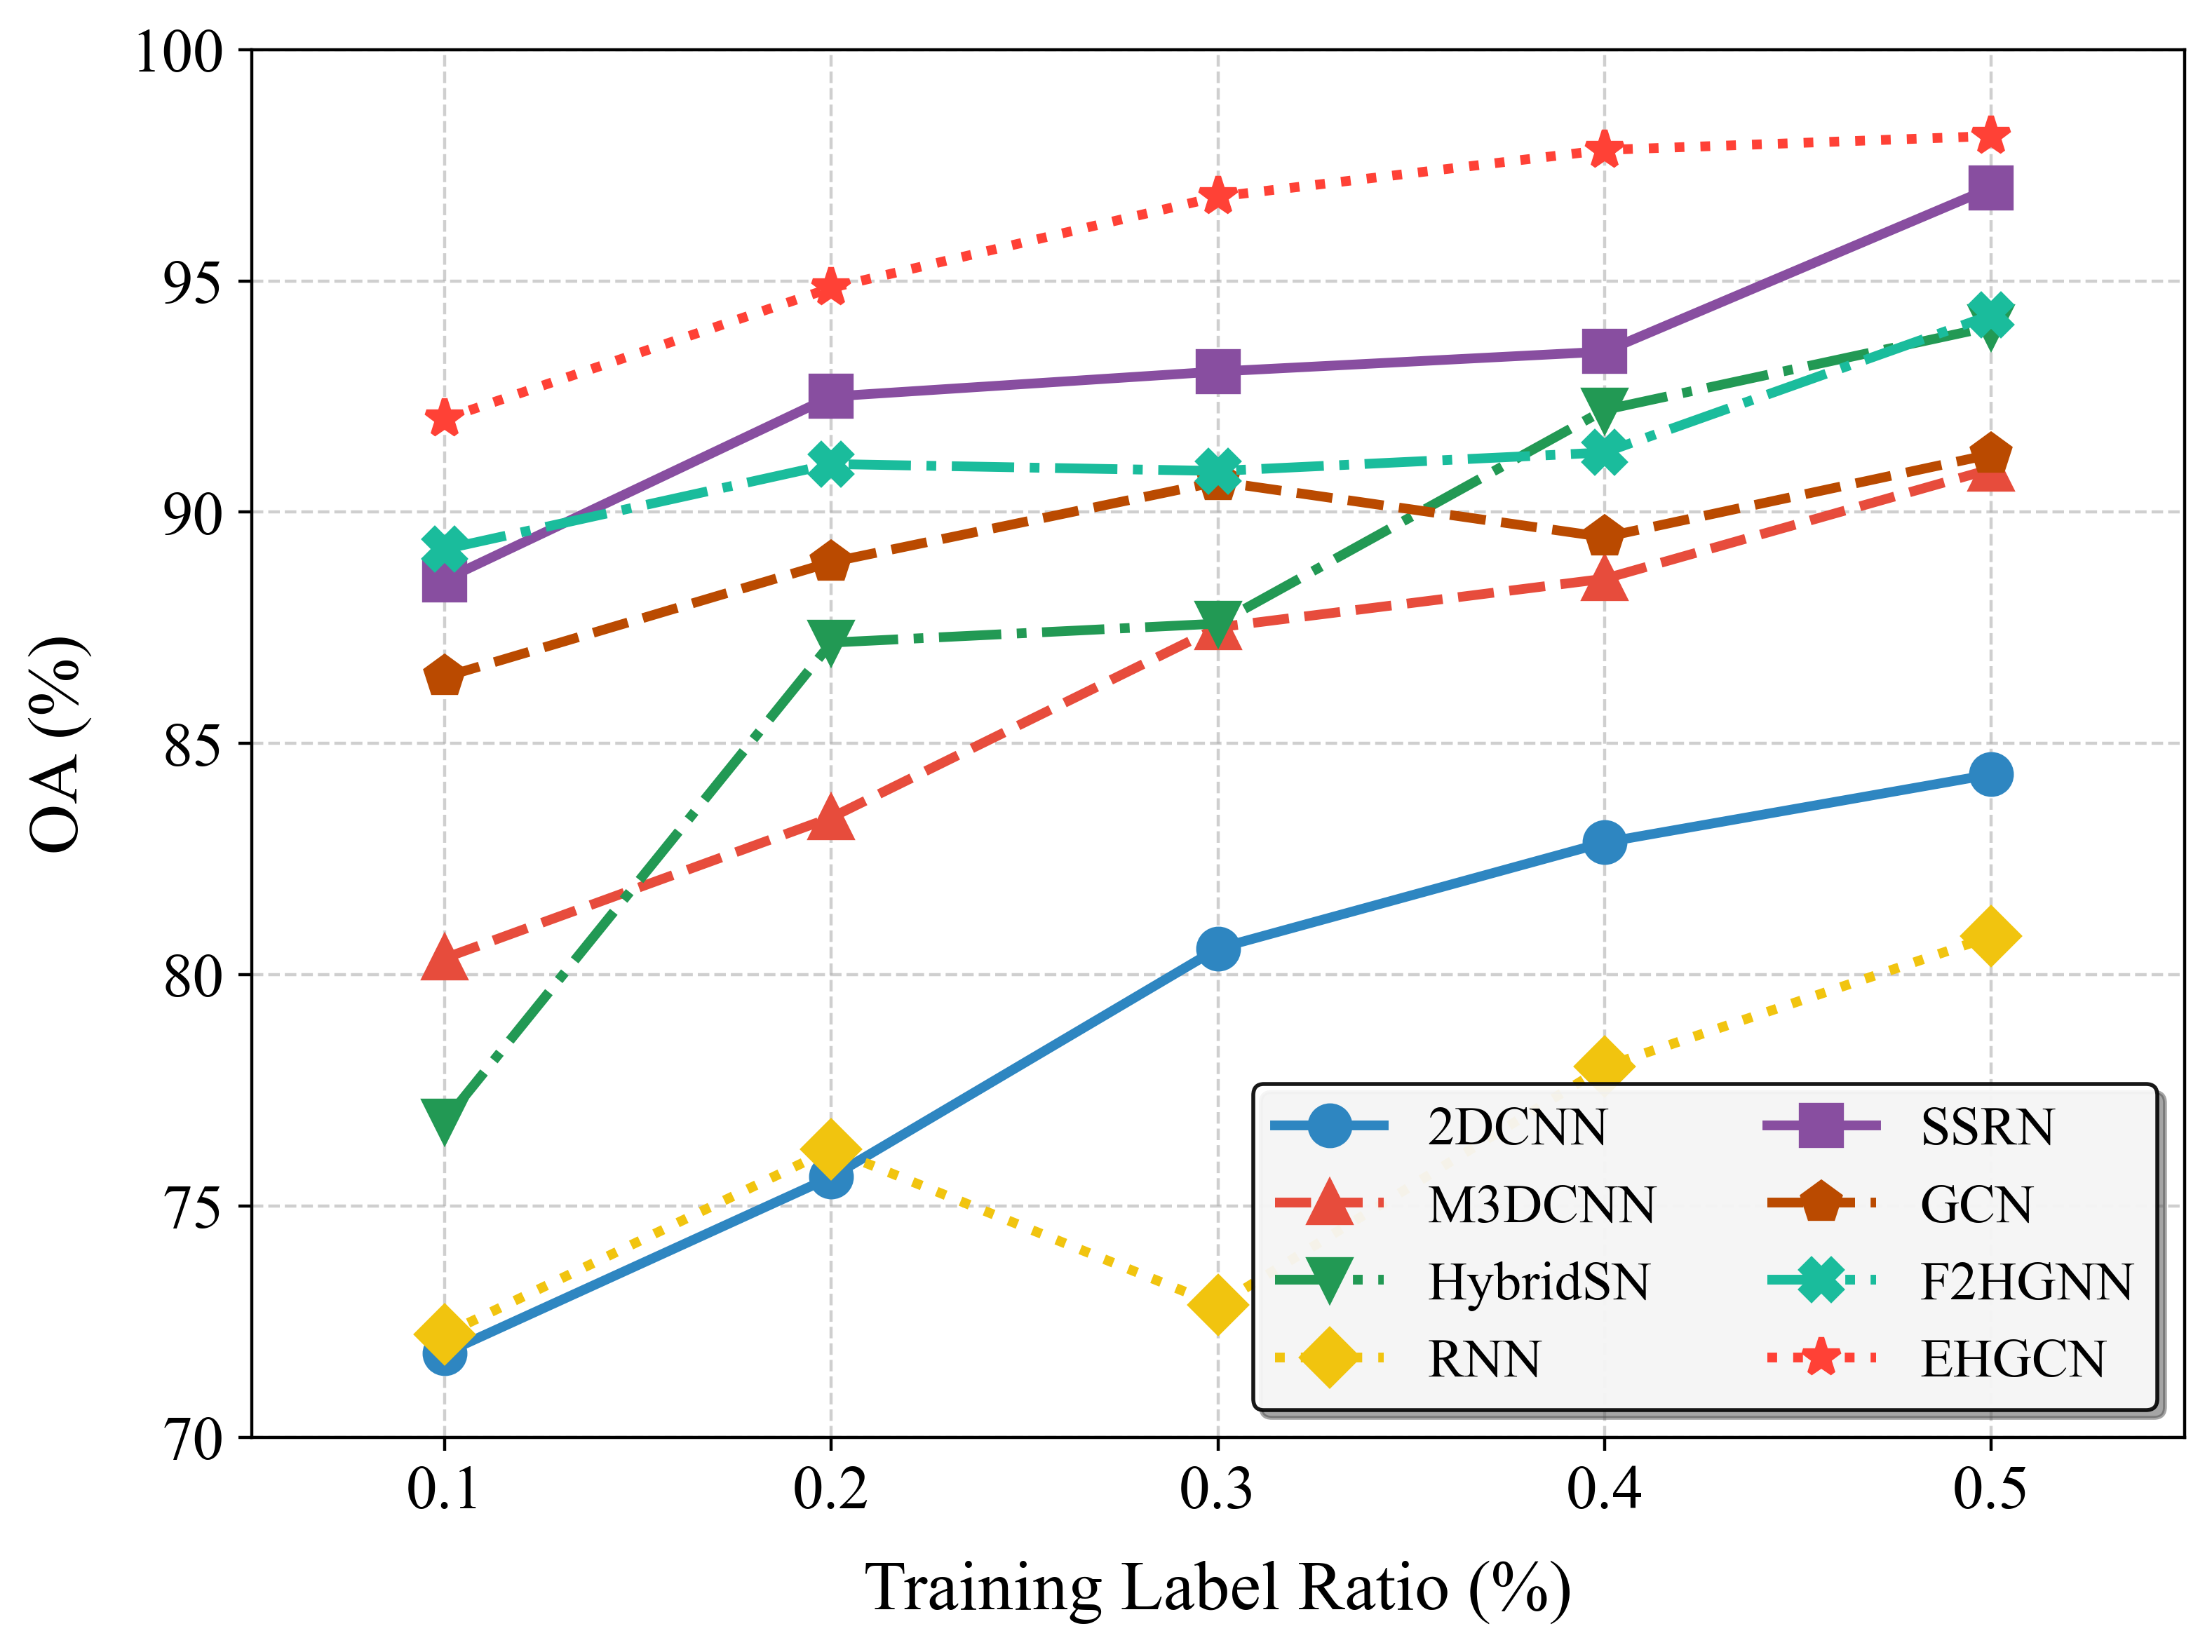 100
95
90
85
80
75
70
OA (%)
0.1 0.2 0.3 0.4 0.5
Training Label Ratio (%)
2DCNN
M3DCNN
HybridSN
RNN
SSRN
GCN
F2HGNN
EHGCN